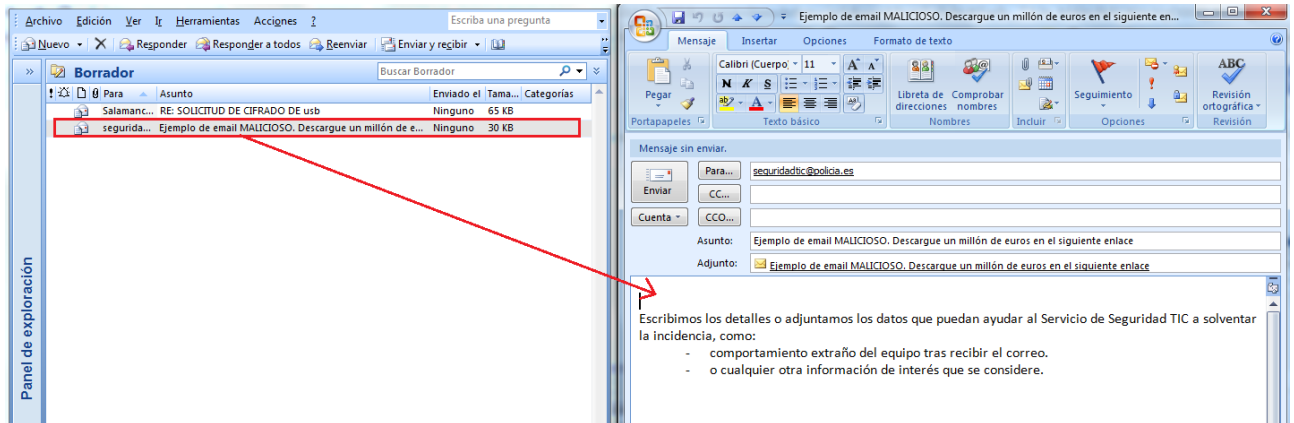 Archivo Edición Ver Ir Herramientas Acciones ?
Escriba una pregunta
Nuevo Responder Responder a todos Reenviar Enviar y recibir
Borrador
Buscar Borrador
Para Asunto Enviado el Tama... Categorías
Salamanc... RE: SOLICITUD DE CIFRADO DE usb Ninguno 65 KB
segurida... Ejemplo de email MALICIOSO. Descargue un millón de e... Ninguno 30 KB
Panel de exploración
Ejemplo de email MALICIOSO. Descargue un millón de euros en el siguiente en...
Mensaje Insertar Opciones Formato de texto
Pegar
Portapapeles
Calibri (Cuerpo 11 A A
N K S
ab A
Texto básico
Libreta de direcciones
Comprobar nombres
Nombres
Incluir
Seguimiento
Opciones
ABC
Revisión ortográfica
Revisión
Mensaje sin enviar.
Enviar
Para... seguridadtic@policia.es
CC...
Cuenta CCO...
Asunto: Ejemplo de email MALICIOSO. Descargue un millón de euros en el siguiente enlace
Adjunto: Ejemplo de email MALICIOSO. Descargue un millón de euros en el siguiente enlace
Escribimos los detalles o adjuntamos los datos que puedan ayudar al Servicio de Seguridad TIC a solventar
la incidencia, como:
- comportamiento extraño del equipo tras recibir el correo.
- o cualquier otra información de interés que se considere.